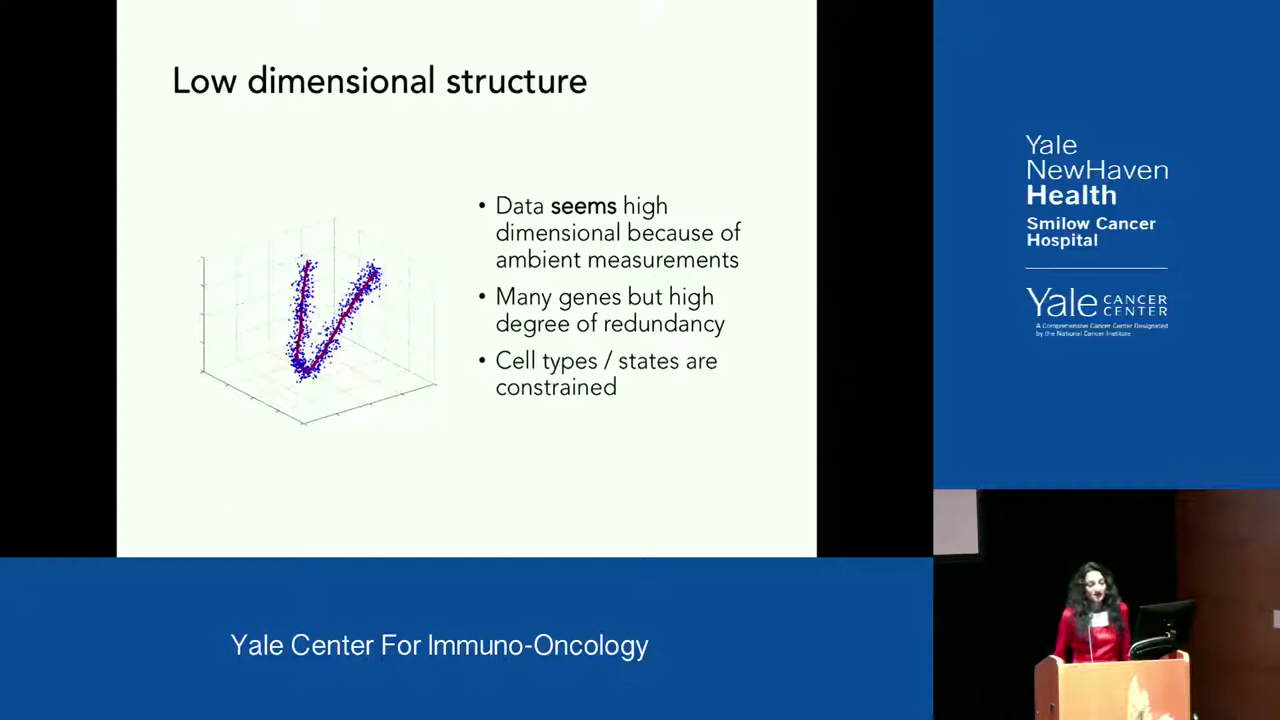 Low dimensional structure
• Data seems high
dimensional because of
ambient measurements
• Many genes but high
degree of redundancy
• Cell types / states are
constrained
Yale
NewHaven
Health
Smilow Cancer
Hospital
Yale CANCER
CENTER
A Comprehensive Cancer Center Designated
by the National Cancer Institute
Yale Center For Immuno-Oncology